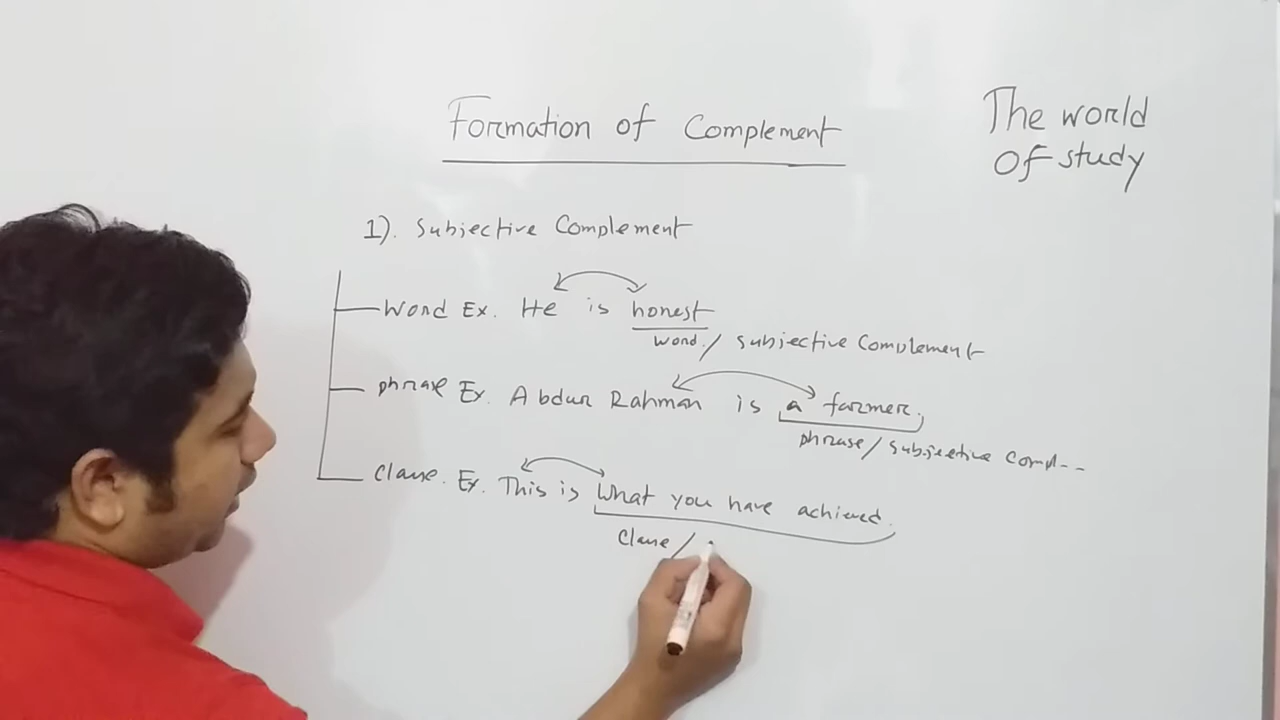 Formation of Complement
The world
Of study
1). Subjective Complement
Word Ex. He is honest
word / Subjective Complement
phrase Ex. Abdur Rahman is a farmer.
phrase / Subjective Compl--
Clause. Ex. This is What you have achieved.
Clause /